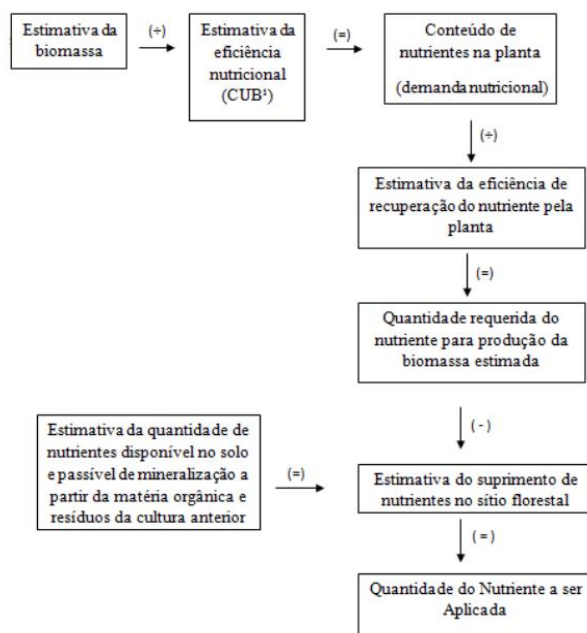 Estimativa da
biomassa
(÷)
Estimativa da
eficiência
nutricional
(CUB¹)
(=)
Conteúdo de
nutrientes na planta
(demanda nutricional)
(÷)
Estimativa da eficiência de
recuperação do nutriente pela
planta
(=)
Quantidade requerida do
nutriente para produção da
biomassa estimada
(-)
Estimativa da quantidade de
nutrientes disponível no solo
e passível de mineralização a
partir da matéria orgânica e
resíduos da cultura anterior
(=)
Estimativa do suprimento de
nutrientes no sítio florestal
(=)
Quantidade do Nutriente a ser
Aplicada